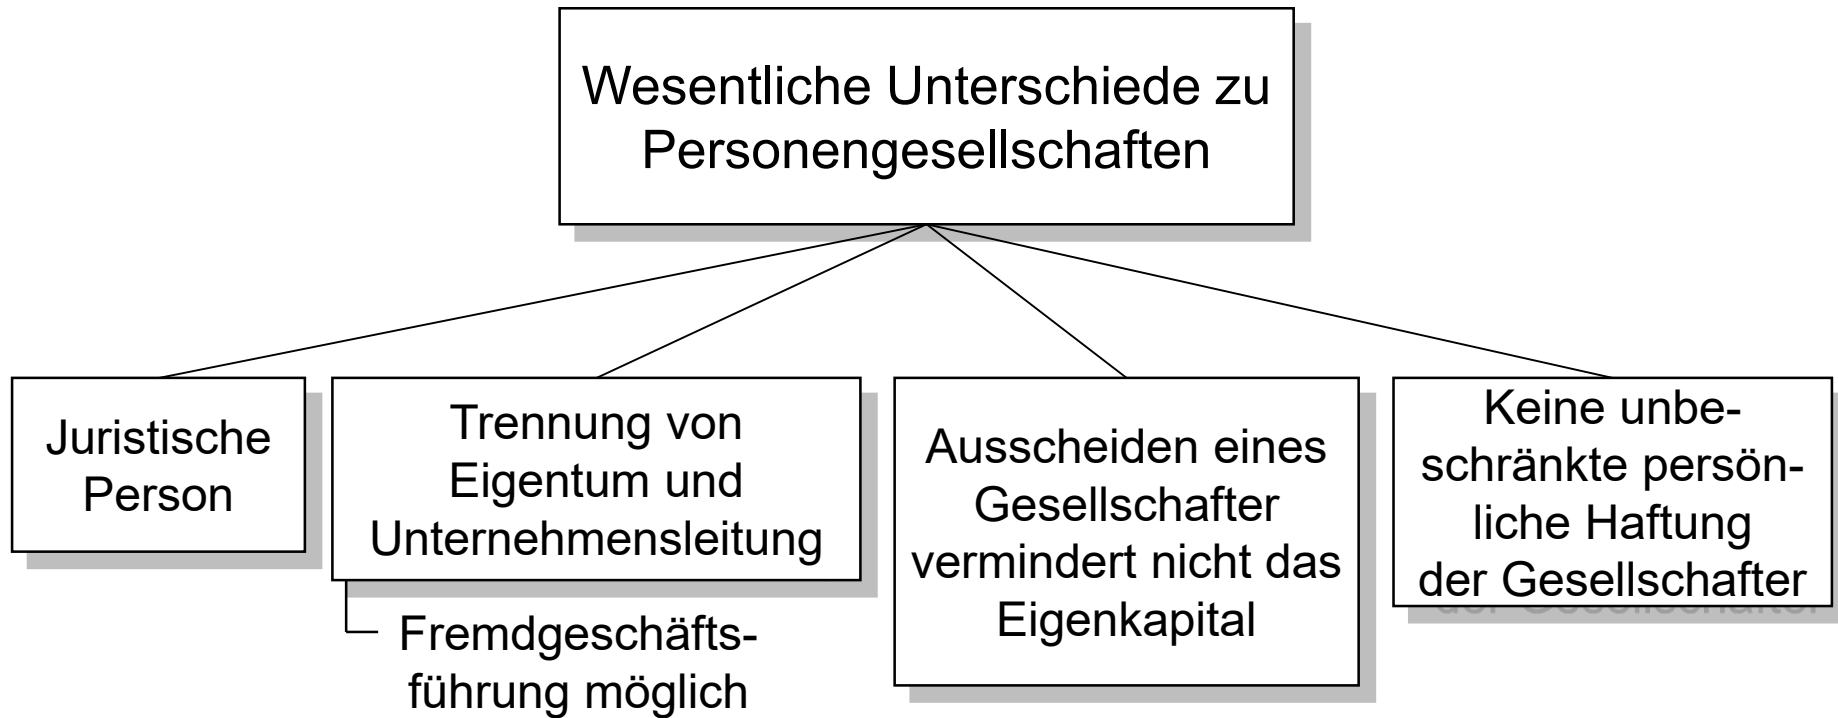 Wesentliche Unterschiede zu
Personengesellschaften
Juristische
Person
Trennung von
Eigentum und
Unternehmensleitung
Fremdgeschäfts-
führung möglich
Ausscheiden eines
Gesellschafter
vermindert nicht das
Eigenkapital
Keine unbe-
schränkte persön-
liche Haftung
der Gesellschafter